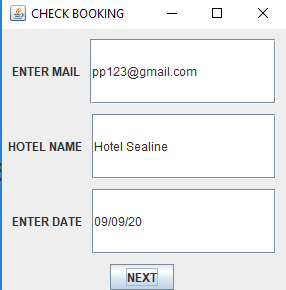 CHECK BOOKING
ENTER MAIL pp123@gmail.com
HOTEL NAME Hotel Sealine
ENTER DATE 09/09/20
NEXT